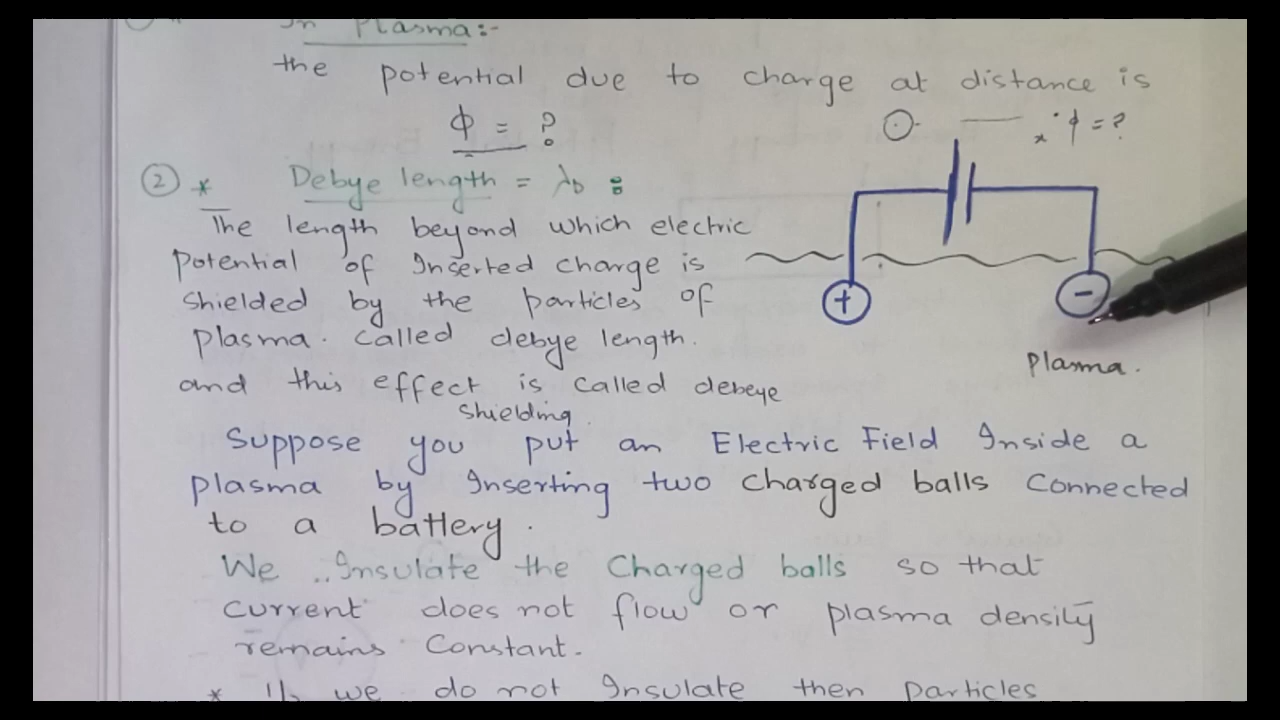 In Plasma:-
the potential due to charge at distance is
ϕ = ?
ϕ = ?
② * Debye length = λD :
The length beyond which electric
Potential of Inserted charge is
Shielded by the particles of
plasma. called debye length.
and this effect is called debeye
shielding.
+
-
Plasma.
Suppose you put an Electric Field Inside a
plasma by Inserting two charged balls connected
to a battery.
We Insulate the Charged balls so that
current does not flow or plasma density
remains Constant.
* If we do not Insulate then particles